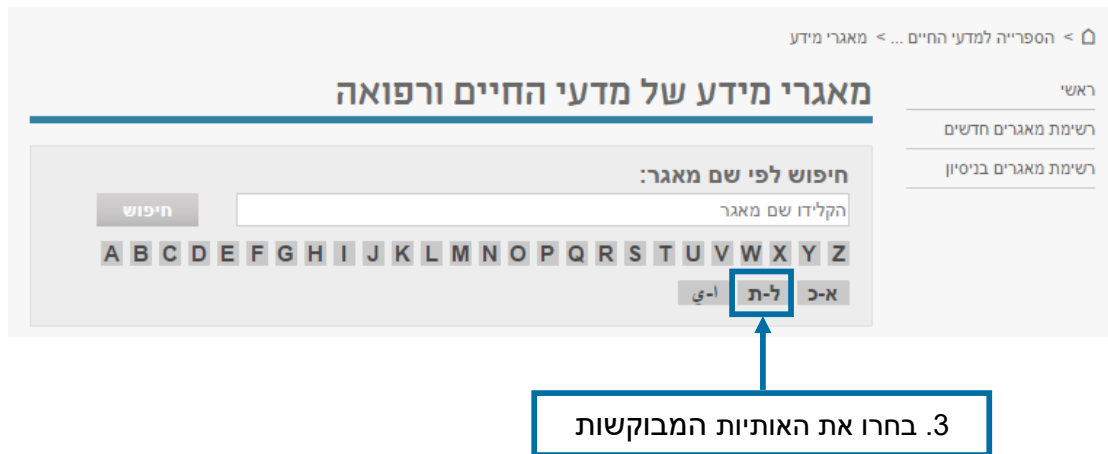 הספרייה למדעי החיים ... > מאגרי מידע
ראשי
רשימת מאגרים חדשים
רשימת מאגרים בניסיון
מאגרי מידע של מדעי החיים ורפואה
חיפוש לפי שם מאגר:
הקלידו שם מאגר
חיפוש
A B C D E F G H I J K L M N O P Q R S T U V W X Y Z
א-כ ל-ת ا-ي
3. בחרו את האותיות המבוקשות